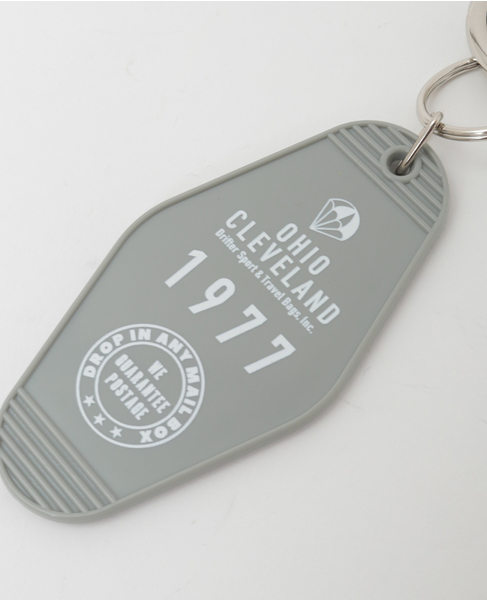 OHIO
CLEVELAND
Drifter Sport & Travel Bags, Inc.
1977
DROP IN ANY MAIL BOX
WE
GUARANTEE
POSTAGE